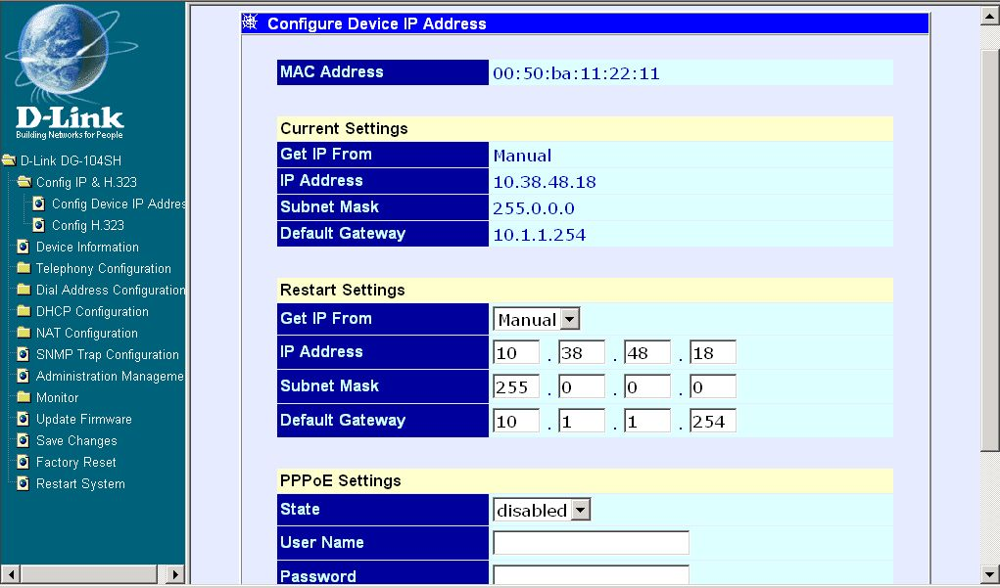 D-Link
Building Networks for People
D-Link DG-104SH
Config IP & H.323
Config Device IP Addres
Config H.323
Device Information
Telephony Configuration
Dial Address Configuration
DHCP Configuration
NAT Configuration
SNMP Trap Configuration
Administration Manageme
Monitor
Update Firmware
Save Changes
Factory Reset
Restart System
Configure Device IP Address
MAC Address 00:50:ba:11:22:11
Current Settings
Get IP From Manual
IP Address 10.38.48.18
Subnet Mask 255.0.0.0
Default Gateway 10.1.1.254
Restart Settings
Get IP From Manual
IP Address 10 . 38 . 48 . 18
Subnet Mask 255 . 0 . 0 . 0
Default Gateway 10 . 1 . 1 . 254
PPPoE Settings
State disabled
User Name
Password